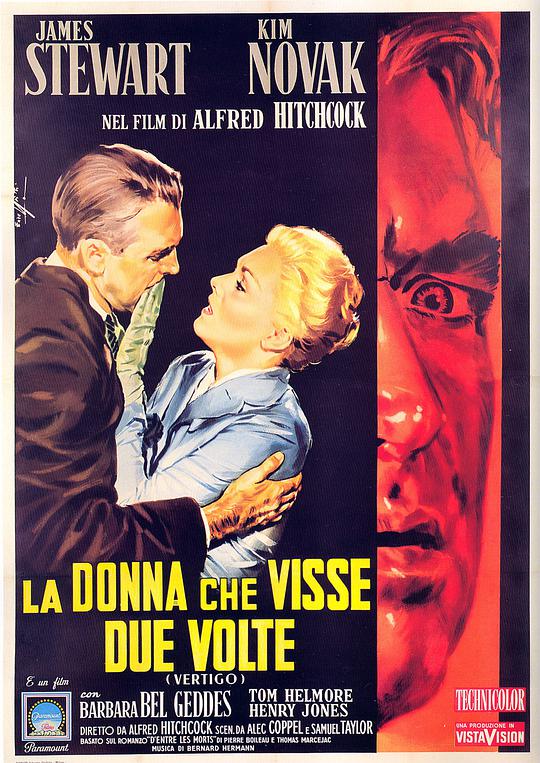 JAMES STEWART
KIM NOVAK
NEL FILM DI ALFRED HITCHCOCK
LA DONNA CHE VISSE
DUE VOLTE
(VERTIGO)
È un film
Paramount
Paramount
con
BARBARA BEL GEDDES
TOM HELMORE
HENRY JONES
DIRETTO DA ALFRED HITCHCOCK SCEN. DA ALEC COPPEL E SAMUEL TAYLOR
BASATO SUL ROMANZO "D'ENTRE LES MORTS" DI PIERRE BOILEAU E THOMAS MARCEJAC
MUSICA DI BERNARD HERMANN
TECHNICOLOR
UNA PRODUZIONE IN
VISTAVISION